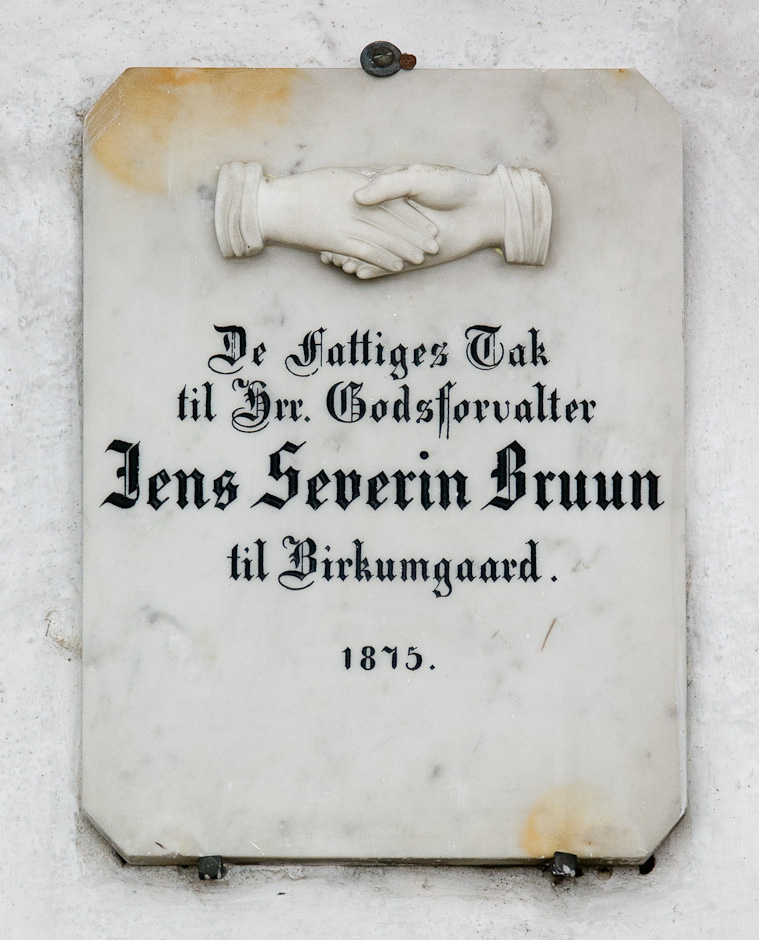 De Fattiges Tak
til Hrr. Godsforvalter
Jens Severin Bruun
til Birkumgaard.
1875.